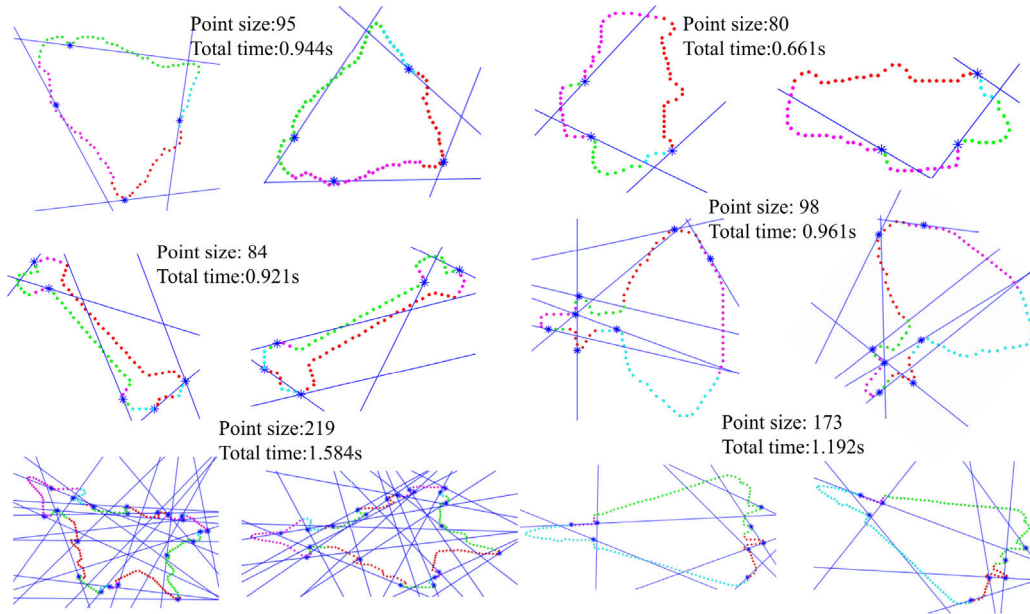 Point size:95
Total time:0.944s
Point size:80
Total time:0.661s
Point size: 84
Total time:0.921s
Point size: 98
Total time: 0.961s
Point size:219
Total time:1.584s
Point size: 173
Total time:1.192s